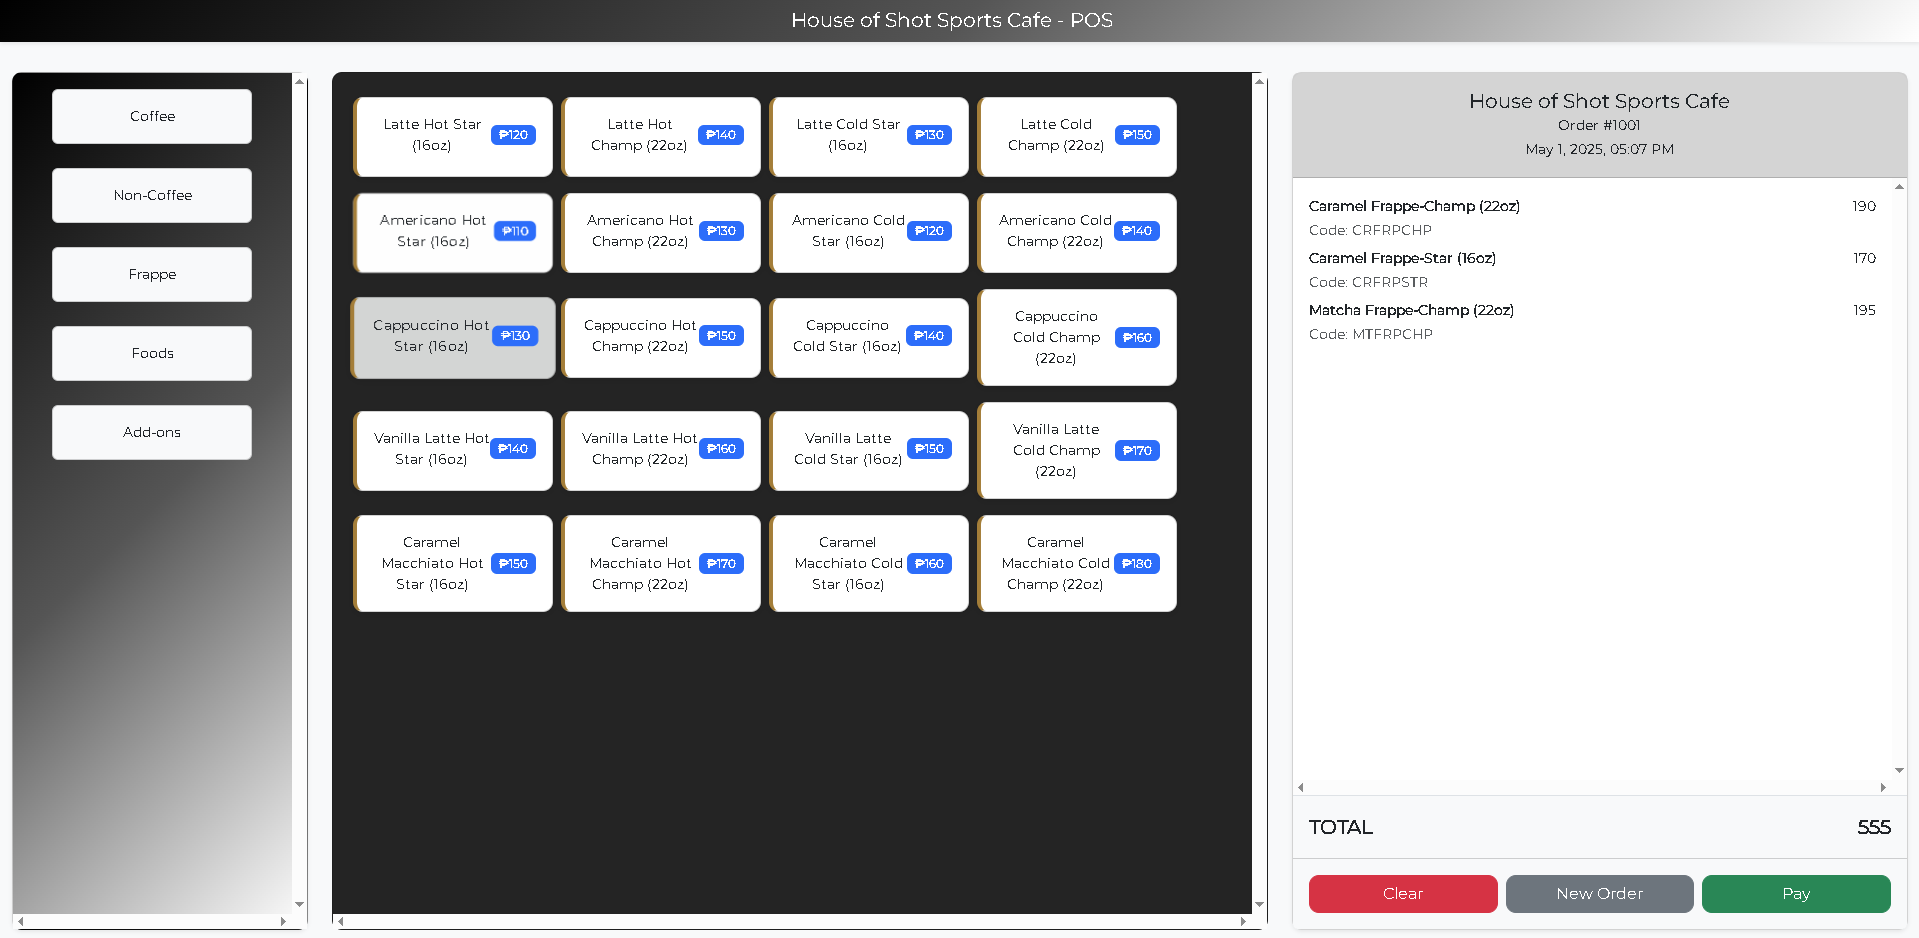 House of Shot Sports Cafe - POS
Coffee
Non-Coffee
Frappe
Foods
Add-ons
Latte Hot Star
(16oz)
₱120
Latte Hot
Champ (22oz)
₱140
Latte Cold Star
(16oz)
₱130
Latte Cold
Champ (22oz)
₱150
Americano Hot
Star (16oz)
₱110
Americano Hot
Champ (22oz)
₱130
Americano Cold
Star (16oz)
₱120
Americano Cold
Champ (22oz)
₱140
Cappuccino Hot
Star (16oz)
₱130
Cappuccino Hot
Champ (22oz)
₱150
Cappuccino
Cold Star (16oz)
₱140
Cappuccino
Cold Champ
(22oz)
₱160
Vanilla Latte Hot
Star (16oz)
₱140
Vanilla Latte Hot
Champ (22oz)
₱160
Vanilla Latte
Cold Star (16oz)
₱150
Vanilla Latte
Cold Champ
(22oz)
₱170
Caramel
Macchiato Hot
Star (16oz)
₱150
Caramel
Macchiato Hot
Champ (22oz)
₱170
Caramel
Macchiato Cold
Star (16oz)
₱160
Caramel
Macchiato Cold
Champ (22oz)
₱180
House of Shot Sports Cafe
Order #1001
May 1, 2025, 05:07 PM
Caramel Frappe-Champ (22oz) 190
Code: CRFRPCHP
Caramel Frappe-Star (16oz) 170
Code: CRFRPSTR
Matcha Frappe-Champ (22oz) 195
Code: MTFRPCHP
TOTAL 555
Clear New Order Pay